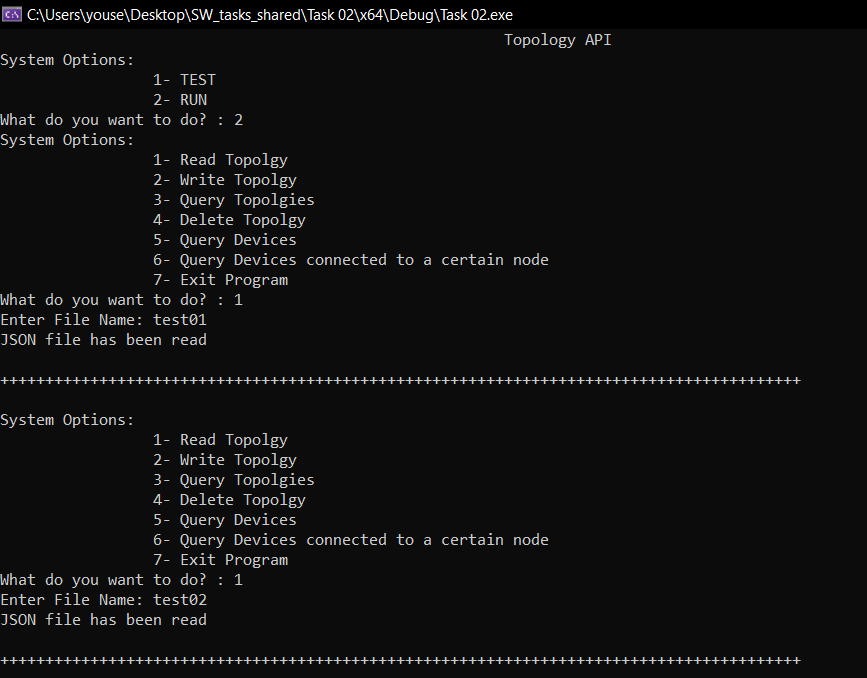 C:\Users\youse\Desktop\SW_tasks_shared\Task 02\x64\Debug\Task 02.exe
Topology API
System Options:
1- TEST
2- RUN
What do you want to do? : 2
System Options:
1- Read Topolgy
2- Write Topolgy
3- Query Topolgies
4- Delete Topolgy
5- Query Devices
6- Query Devices connected to a certain node
7- Exit Program
What do you want to do? : 1
Enter File Name: test01
JSON file has been read
+++++++++++++++++++++++++++++++++++++++++++++++++++++++++++++++++++++++++++++++++++++++++
System Options:
1- Read Topolgy
2- Write Topolgy
3- Query Topolgies
4- Delete Topolgy
5- Query Devices
6- Query Devices connected to a certain node
7- Exit Program
What do you want to do? : 1
Enter File Name: test02
JSON file has been read
+++++++++++++++++++++++++++++++++++++++++++++++++++++++++++++++++++++++++++++++++++++++++